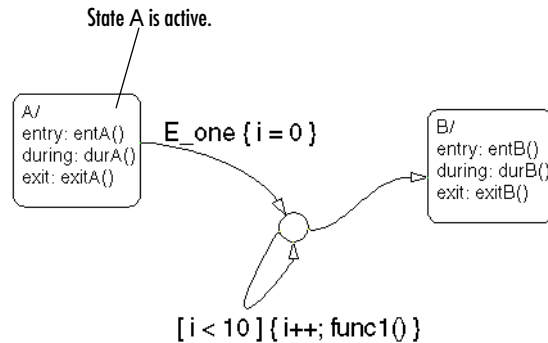 State A is active.
A/
entry: entA()
during: durA()
exit: exitA()
E_one { i = 0 }
B/
entry: entB()
during: durB()
exit: exitB()
[ i < 10 ] { i++; func1() }